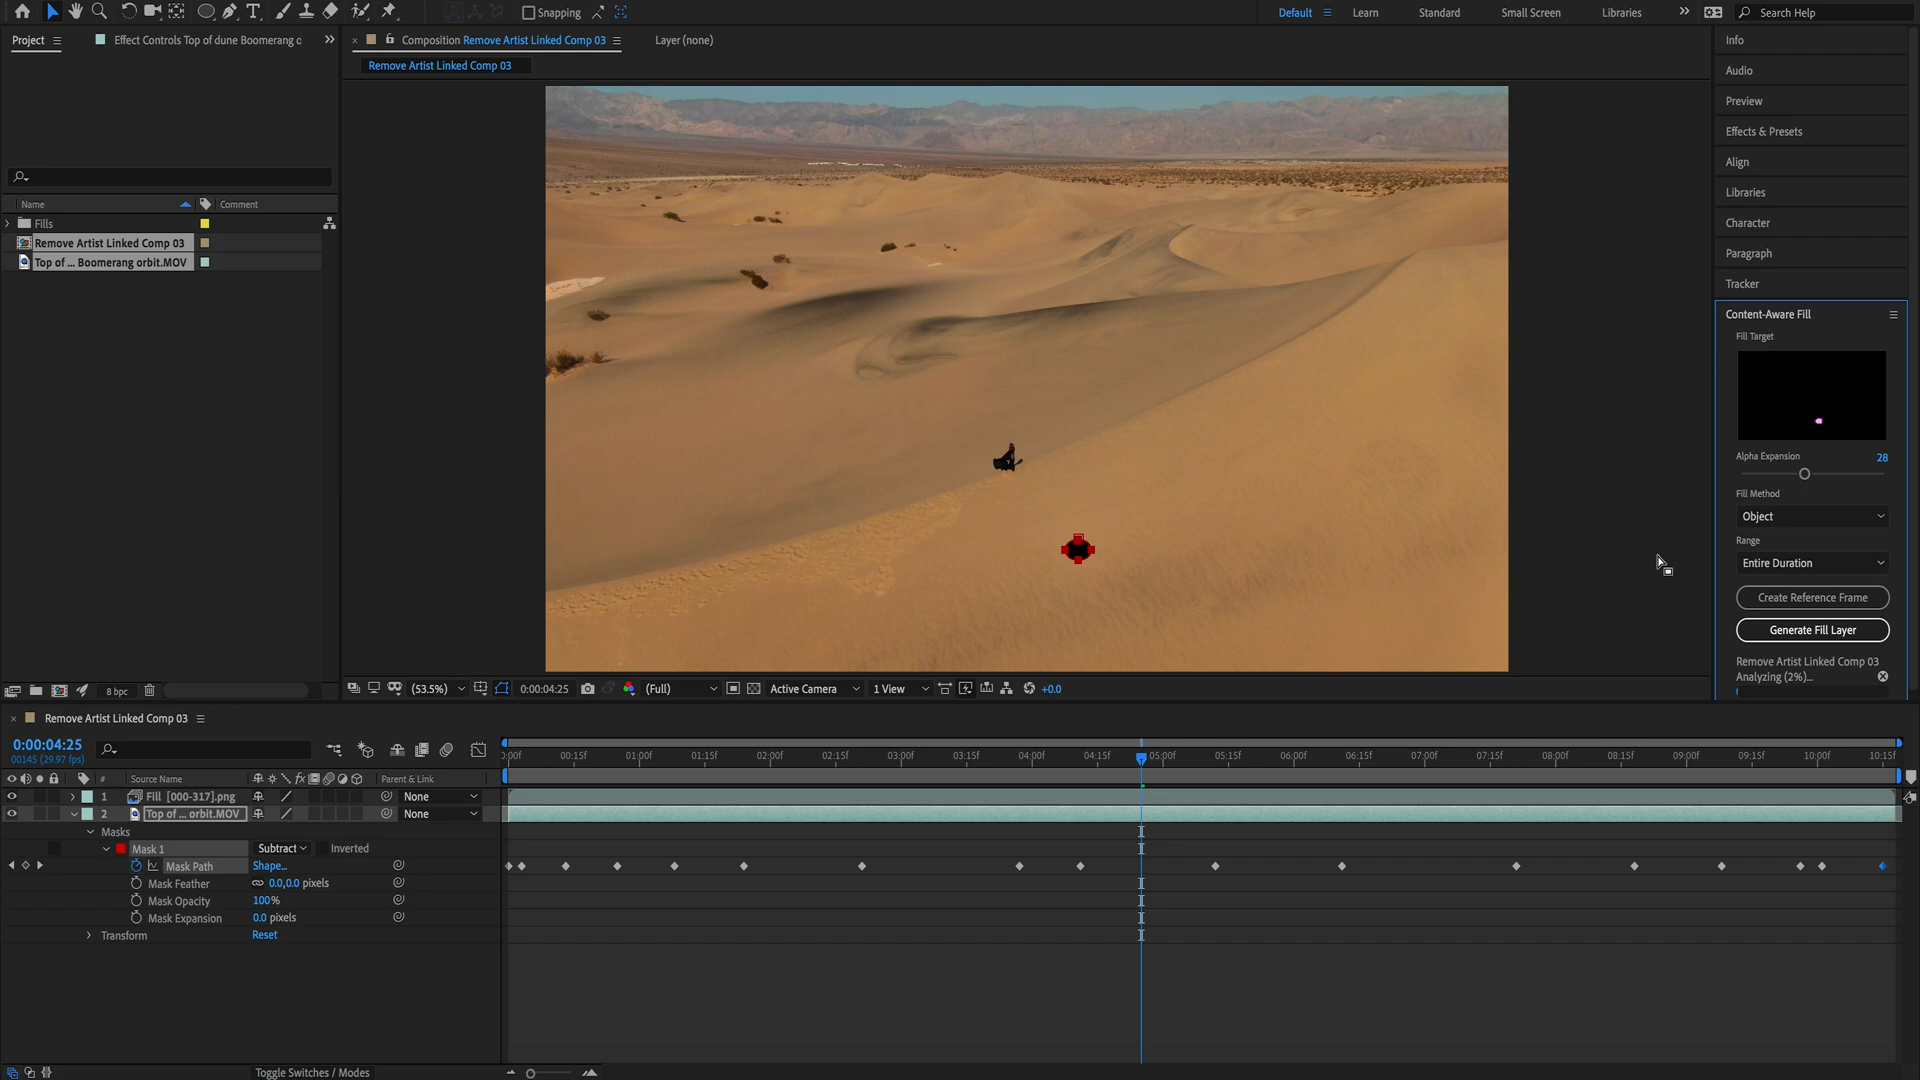 Snapping
Default
Learn
Standard
Small Screen
Libraries
Search Help
Project
Effect Controls Top of dune Boomerang o
Composition Remove Artist Linked Comp 03
Layer (none)
Remove Artist Linked Comp 03
Name
Comment
Fills
Remove Artist Linked Comp 03
Top of ... Boomerang orbit.MOV
Info
Audio
Preview
Effects & Presets
Align
Libraries
Character
Paragraph
Tracker
Content-Aware Fill
Fill Target
Alpha Expansion 28
Fill Method
Object
Range
Entire Duration
Create Reference Frame
Generate Fill Layer
Remove Artist Linked Comp 03
Analyzing (2%)...
8 bpc
(53.5%) 0:00:04:25 (Full) Active Camera 1 View +0.0
Remove Artist Linked Comp 03
0:00:04:25
00145 (29.97 fps)
:00f 00:15f 01:00f 01:15f 02:00f 02:15f 03:00f 03:15f 04:00f 04:15f 05:00f 05:15f 06:00f 06:15f 07:00f 07:15f 08:00f 08:15f 09:00f 09:15f 10:00f 10:15f
# Source Name fx Parent & Link
1 Fill [000-317].png None
2 Top of ... orbit.MOV None
Masks
Mask 1 Subtract Inverted
Mask Path Shape...
Mask Feather 0.0,0.0 pixels
Mask Opacity 100%
Mask Expansion 0.0 pixels
Transform Reset
Toggle Switches / Modes